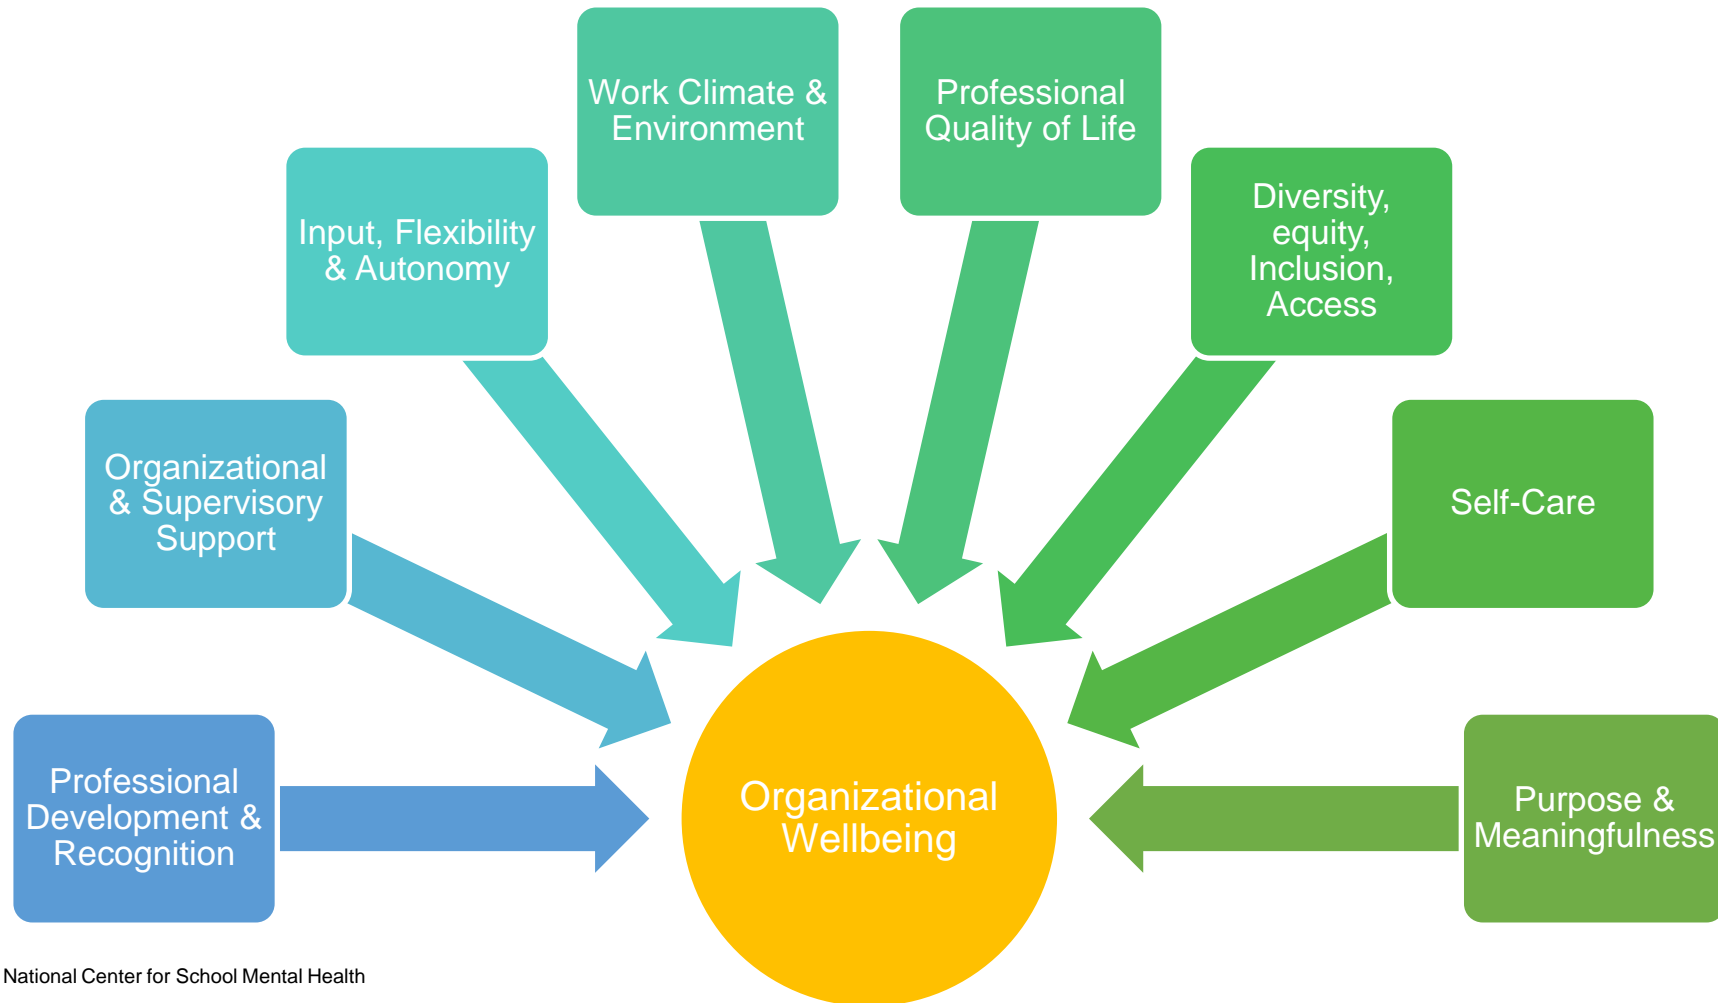 Work Climate &
Environment
Professional
Quality of Life
Input, Flexibility
& Autonomy
Diversity,
equity,
Inclusion,
Access
Organizational
& Supervisory
Support
Self-Care
Professional
Development &
Recognition
Organizational
Wellbeing
Purpose &
Meaningfulness
National Center for School Mental Health